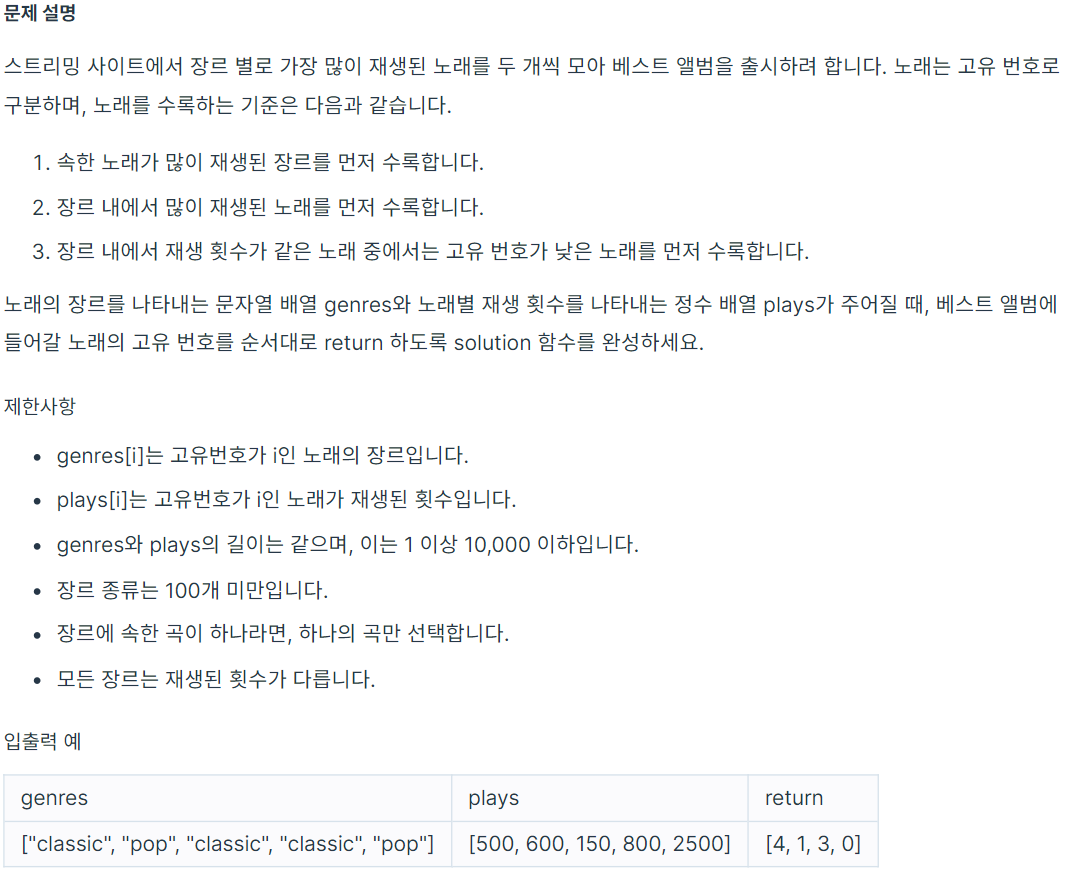 문제 설명
스트리밍 사이트에서 장르 별로 가장 많이 재생된 노래를 두 개씩 모아 베스트 앨범을 출시하려 합니다. 노래는 고유 번호로
구분하며, 노래를 수록하는 기준은 다음과 같습니다.
1. 속한 노래가 많이 재생된 장르를 먼저 수록합니다.
2. 장르 내에서 많이 재생된 노래를 먼저 수록합니다.
3. 장르 내에서 재생 횟수가 같은 노래 중에서는 고유 번호가 낮은 노래를 먼저 수록합니다.
노래의 장르를 나타내는 문자열 배열 genres와 노래별 재생 횟수를 나타내는 정수 배열 plays가 주어질 때, 베스트 앨범에
들어갈 노래의 고유 번호를 순서대로 return 하도록 solution 함수를 완성하세요.
제한사항
• genres[i]는 고유번호가 i인 노래의 장르입니다.
• plays[i]는 고유번호가 i인 노래가 재생된 횟수입니다.
• genres와 plays의 길이는 같으며, 이는 1 이상 10,000 이하입니다.
• 장르 종류는 100개 미만입니다.
• 장르에 속한 곡이 하나라면, 하나의 곡만 선택합니다.
• 모든 장르는 재생된 횟수가 다릅니다.
입출력 예
genres plays return
["classic", "pop", "classic", "classic", "pop"] [500, 600, 150, 800, 2500] [4, 1, 3, 0]